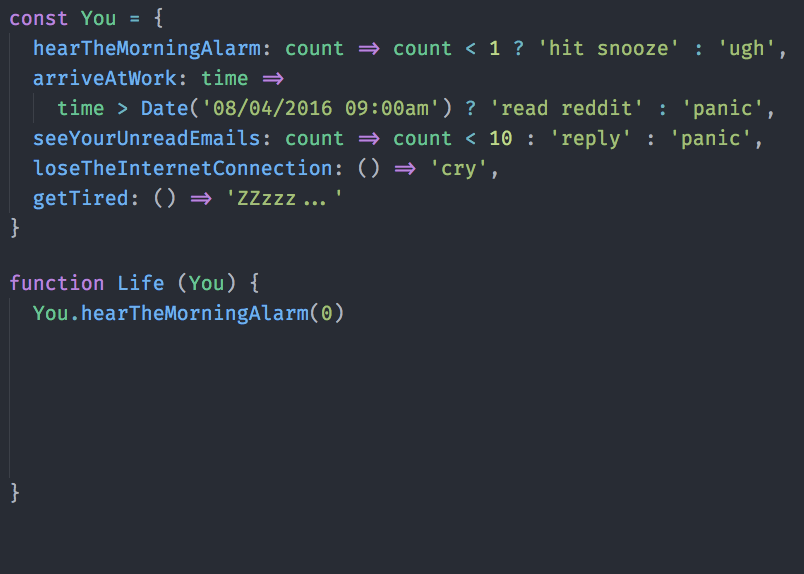 const You = {
  hearTheMorningAlarm: count => count < 1 ? 'hit snooze' : 'ugh',
  arriveAtWork: time =>
    time > Date('08/04/2016 09:00am') ? 'read reddit' : 'panic',
  seeYourUnreadEmails: count => count < 10 : 'reply' : 'panic',
  loseTheInternetConnection: () => 'cry',
  getTired: () => 'ZZzzz...'
}

function Life (You) {
  You.hearTheMorningAlarm(0)
}